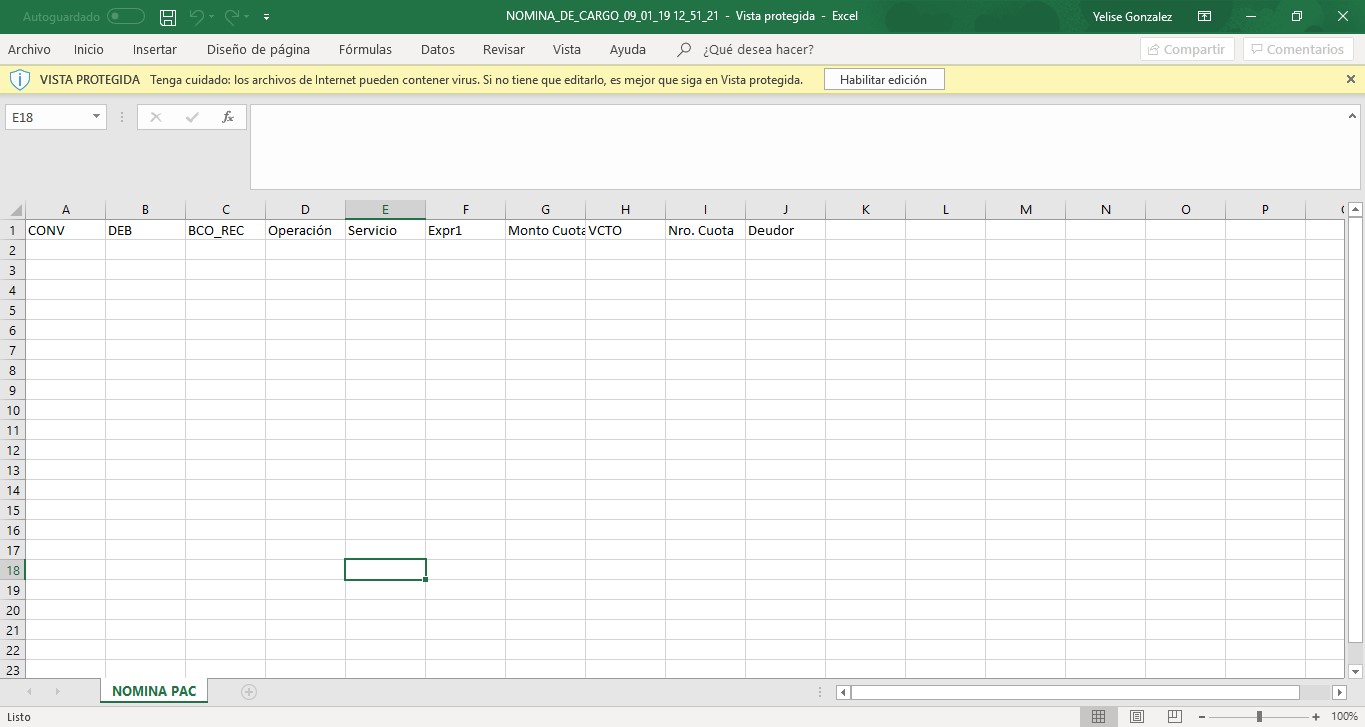 Autoguardado NOMINA_DE_CARGO_09_01_19 12_51_21 - Vista protegida - Excel Yelise Gonzalez
Archivo Inicio Insertar Diseño de página Fórmulas Datos Revisar Vista Ayuda ¿Qué desea hacer? Compartir Comentarios
VISTA PROTEGIDA Tenga cuidado: los archivos de Internet pueden contener virus. Si no tiene que editarlo, es mejor que siga en Vista protegida. Habilitar edición
E18 fx
A B C D E F G H I J K L M N O P
1 CONV DEB BCO_REC Operación Servicio Expr1 Monto Cuota VCTO Nro. Cuota Deudor
2
3
4
5
6
7
8
9
10
11
12
13
14
15
16
17
18
19
20
21
22
23
NOMINA PAC
Listo 100%